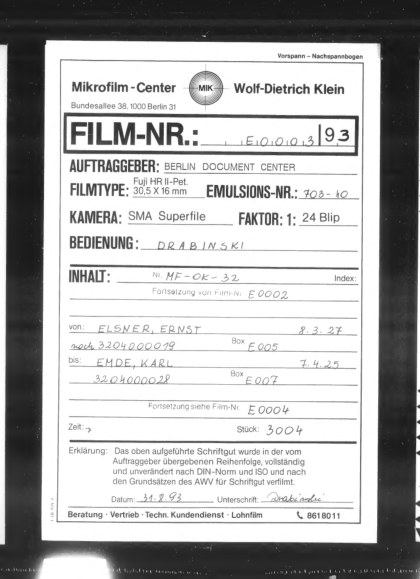 Vorspann – Nachspannbogen
Mikrofilm-Center MIK Wolf-Dietrich Klein
Bundesallee 38, 1000 Berlin 31
FILM-NR.: E0003 | 93
AUFTRAGGEBER: BERLIN DOCUMENT CENTER
FILMTYPE: Fuji HR II-Pet. 30,5 X 16 mm EMULSIONS-NR.: 703-40
KAMERA: SMA Superfile FAKTOR: 1: 24 Blip
BEDIENUNG: DRABINSKI
INHALT: Nr. MF-OK-32 Index:
Fortsetzung von Film-Nr. E0002
von: ELSNER, ERNST 8.3.27
noch 3204000019 Box E005
bis: EMDE, KARL 7.4.25
3204000028 Box E007
Fortsetzung siehe Film-Nr. E0004
Zeit: Stück: 3004
Erklärung: Das oben aufgeführte Schriftgut wurde in der vom
Auftraggeber übergebenen Reihenfolge, vollständig
und unverändert nach DIN-Norm und ISO und nach
den Grundsätzen des AWV für Schriftgut verfilmt.
Datum: 31.8.93 Unterschrift: Drabinski
Beratung · Vertrieb · Techn. Kundendienst · Lohnfilm 8618011